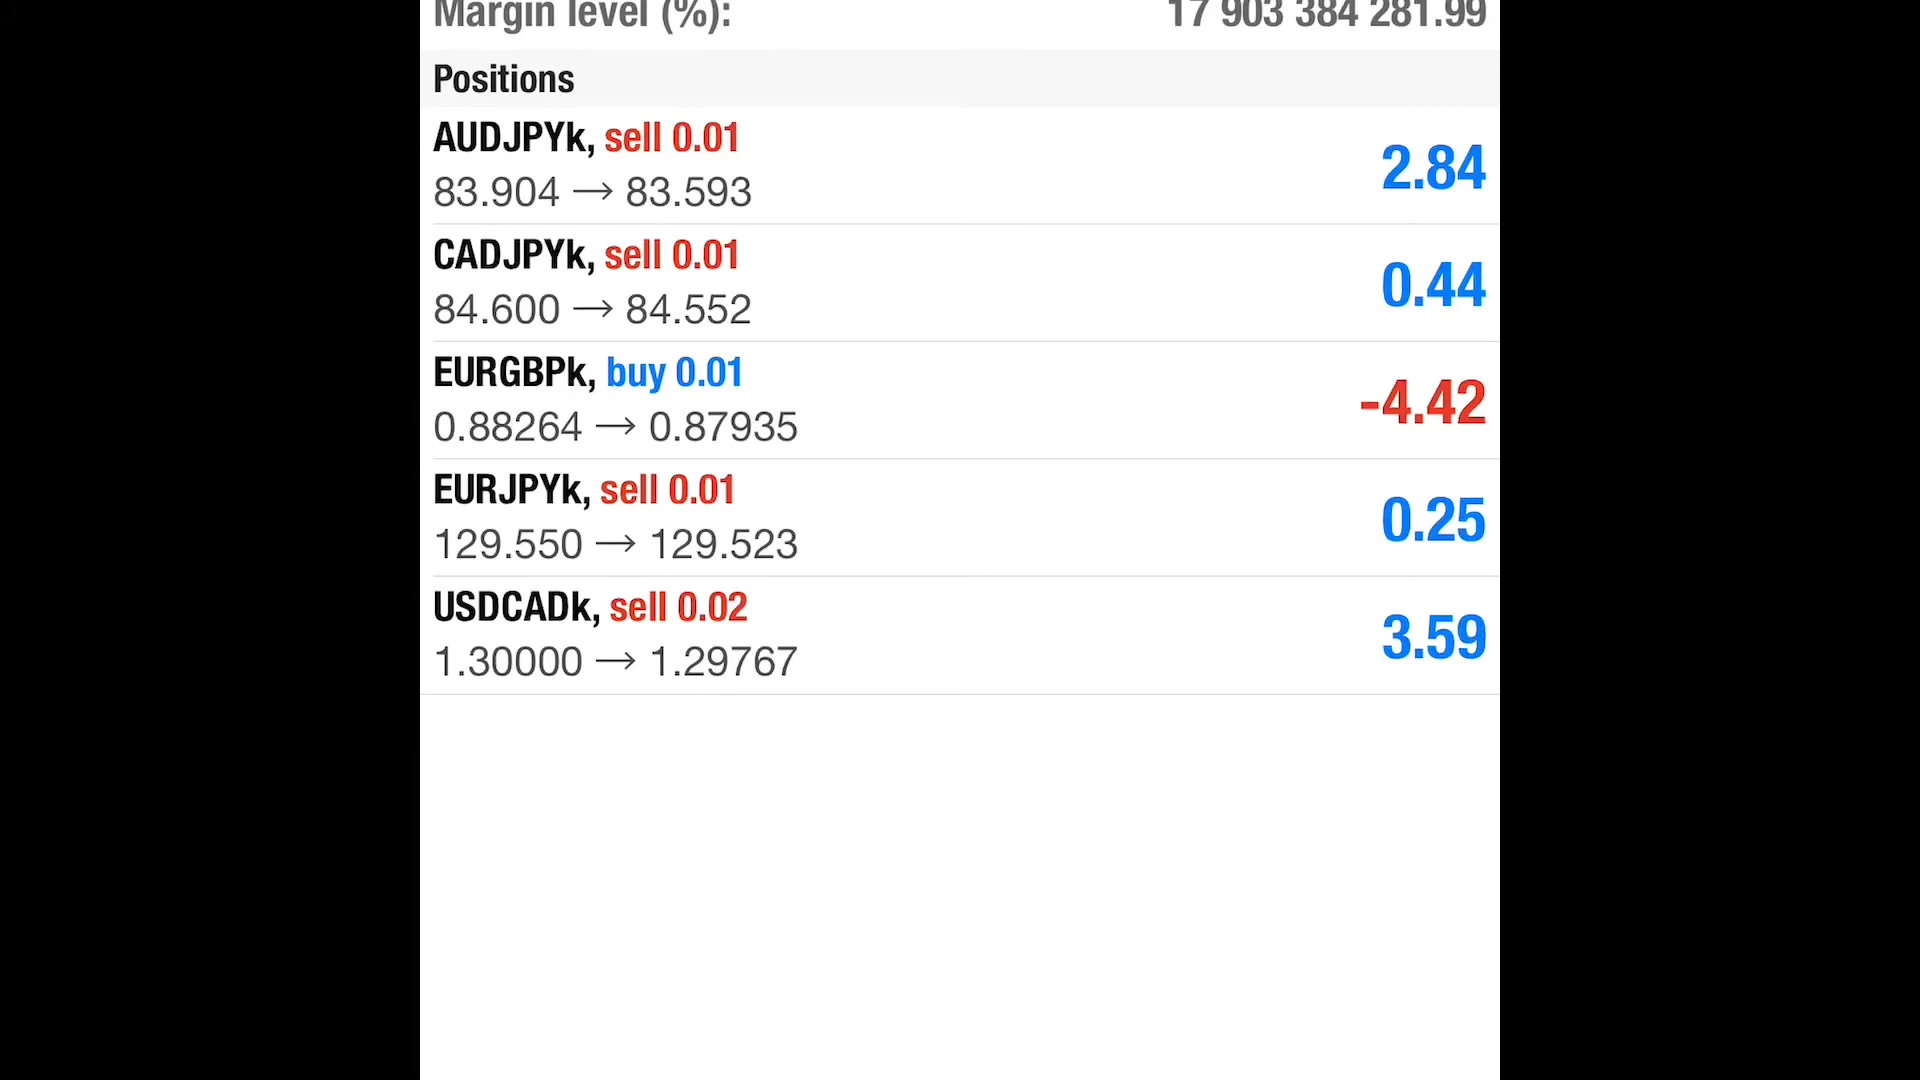 Margin level (%): 17 903 384 281.99
Positions
AUDJPYk, sell 0.01
83.904 → 83.593
2.84
CADJPYk, sell 0.01
84.600 → 84.552
0.44
EURGBPk, buy 0.01
0.88264 → 0.87935
-4.42
EURJPYk, sell 0.01
129.550 → 129.523
0.25
USDCADk, sell 0.02
1.30000 → 1.29767
3.59